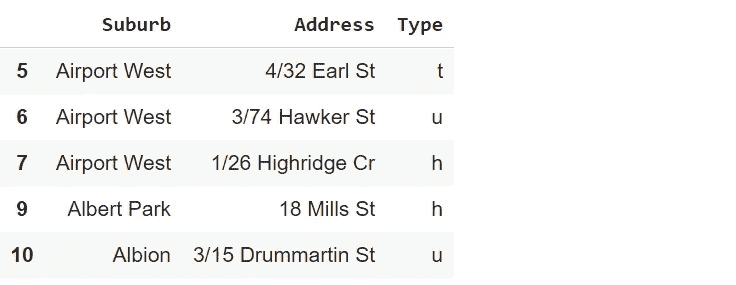 Suburb Address Type
5 Airport West 4/32 Earl St t
6 Airport West 3/74 Hawker St u
7 Airport West 1/26 Highridge Cr h
9 Albert Park 18 Mills St h
10 Albion 3/15 Drummartin St u